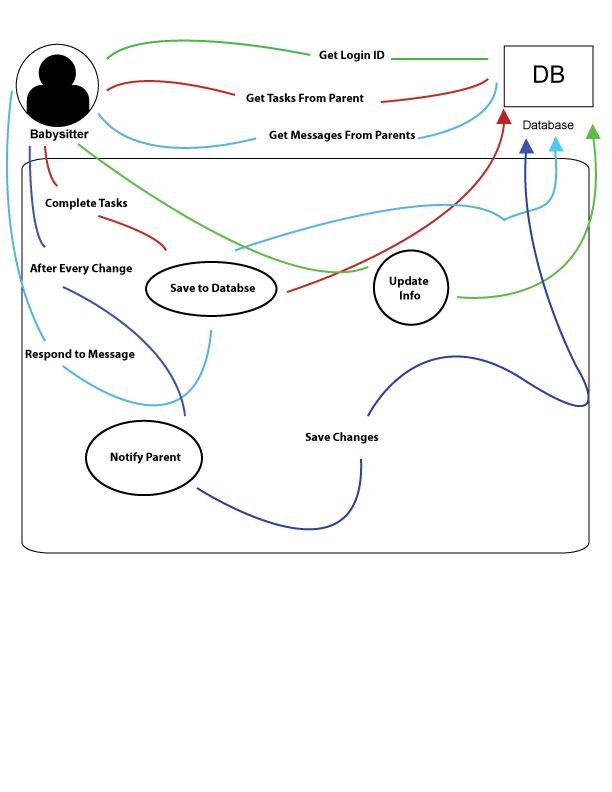 Get Login ID
DB
Get Tasks From Parent
Database
Babysitter
Get Messages From Parents
Complete Tasks
After Every Change
Save to Databse
Update
Info
Respond to Message
Save Changes
Notify Parent